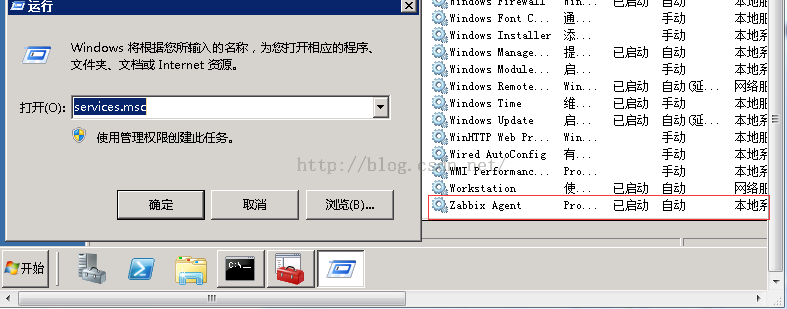 运行
Windows 将根据您所输入的名称，为您打开相应的程序、
文件夹、文档或 Internet 资源。
打开(O): services.msc
使用管理权限创建此任务。
确定 取消 浏览(B)...
Windows Firewall Win... 已启动 自动 本地服
Windows Font C... 通... 手动 本地服
Windows Installer 添... 手动 本地系
Windows Manage... 提... 已启动 自动 本地系
Windows Module... 启... 手动 本地系
Windows Remote... Win... 已启动 自动(延... 网络服
Windows Time 维... 已启动 手动 本地服
Windows Update 启... 已启动 自动(延... 本地系
WinHTTP Web Pr... Win... 手动 本地服
Wired AutoConfig 有... 手动 本地系
WMI Performanc... Pro... 手动 本地系
Workstation 使... 已启动 自动 网络服
Zabbix Agent Pro... 已启动 自动 本地系
http://blog.csdn.net/
开始
C:\